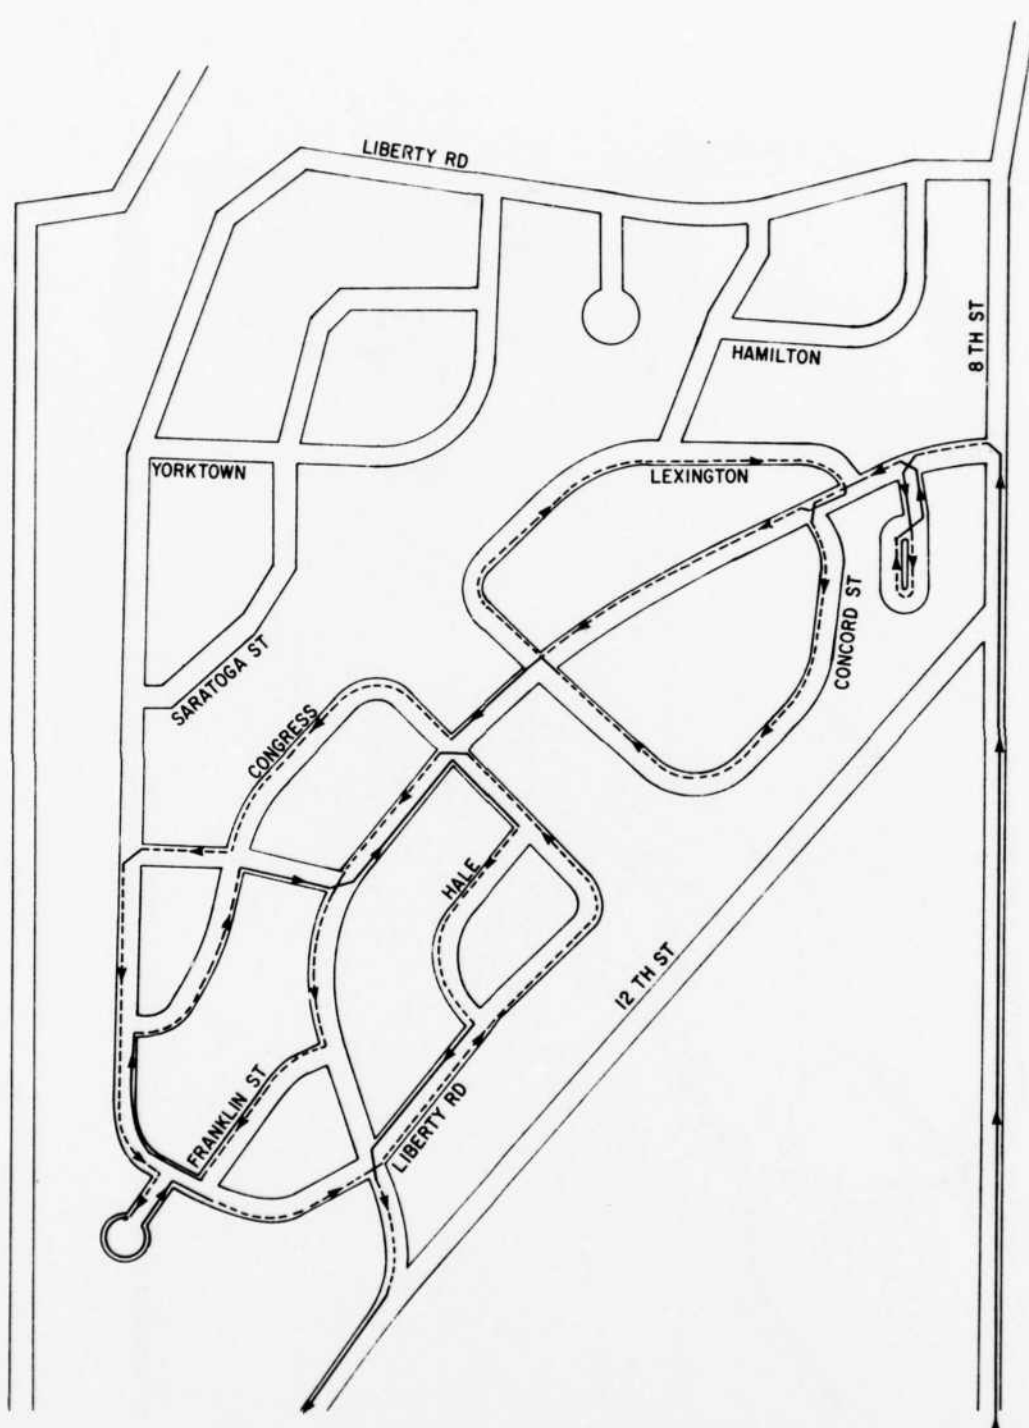 LIBERTY RD
8 TH ST
HAMILTON
YORKTOWN
LEXINGTON
CONCORD ST
SARATOGA ST
CONGRESS
HALE
12 TH ST
FRANKLIN ST
LIBERTY RD